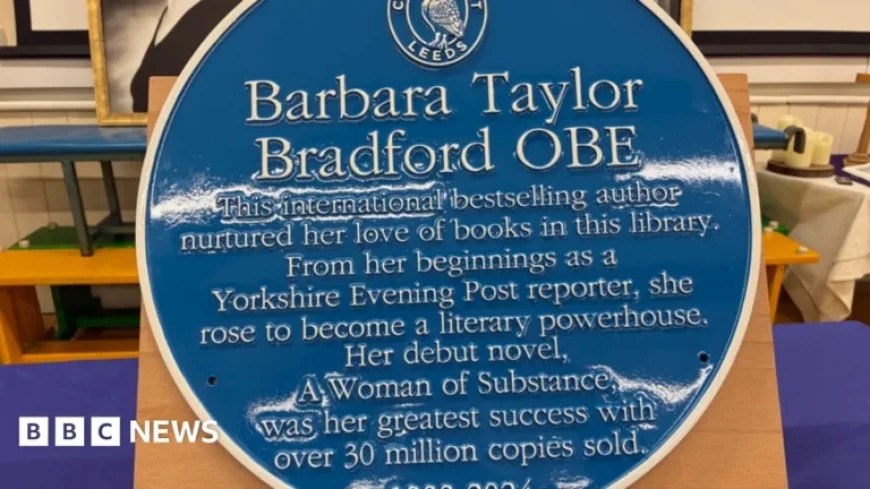 LEEDS
Barbara Taylor
Bradford OBE
This international bestselling author
nurtured her love of books in this library.
From her beginnings as a
Yorkshire Evening Post reporter, she
rose to become a literary powerhouse.
Her debut novel,
A Woman of Substance,
was her greatest success with
over 30 million copies sold.
BBC NEWS